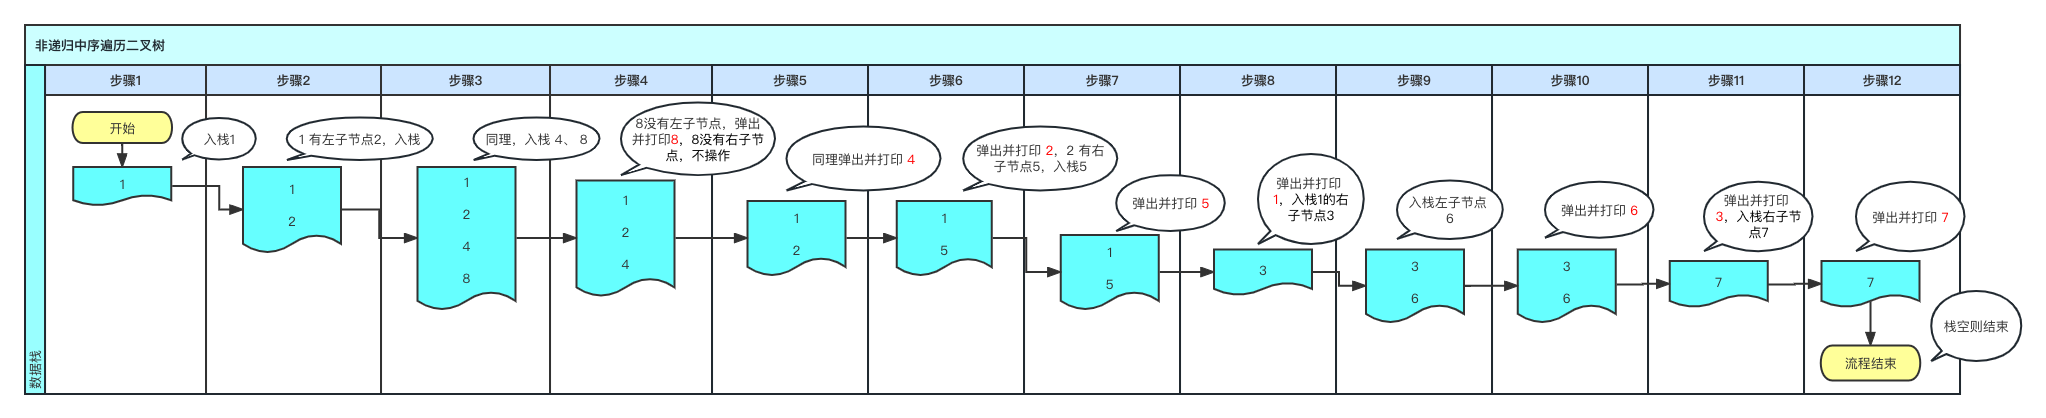 非递归中序遍历二叉树
数据栈
步骤1
开始
入栈1
1
步骤2
1 有左子节点2，入栈
1
2
步骤3
同理，入栈 4、 8
1
2
4
8
步骤4
8没有左子节点，弹出
并打印8，8没有右子节
点，不操作
1
2
4
步骤5
同理弹出并打印 4
1
2
步骤6
弹出并打印 2，2 有右
子节点5，入栈5
1
5
步骤7
弹出并打印 5
1
5
步骤8
弹出并打印
1，入栈1的右
子节点3
3
步骤9
入栈左子节点
6
3
6
步骤10
弹出并打印 6
3
6
步骤11
弹出并打印
3，入栈右子节
点7
7
步骤12
弹出并打印 7
7
栈空则结束
流程结束